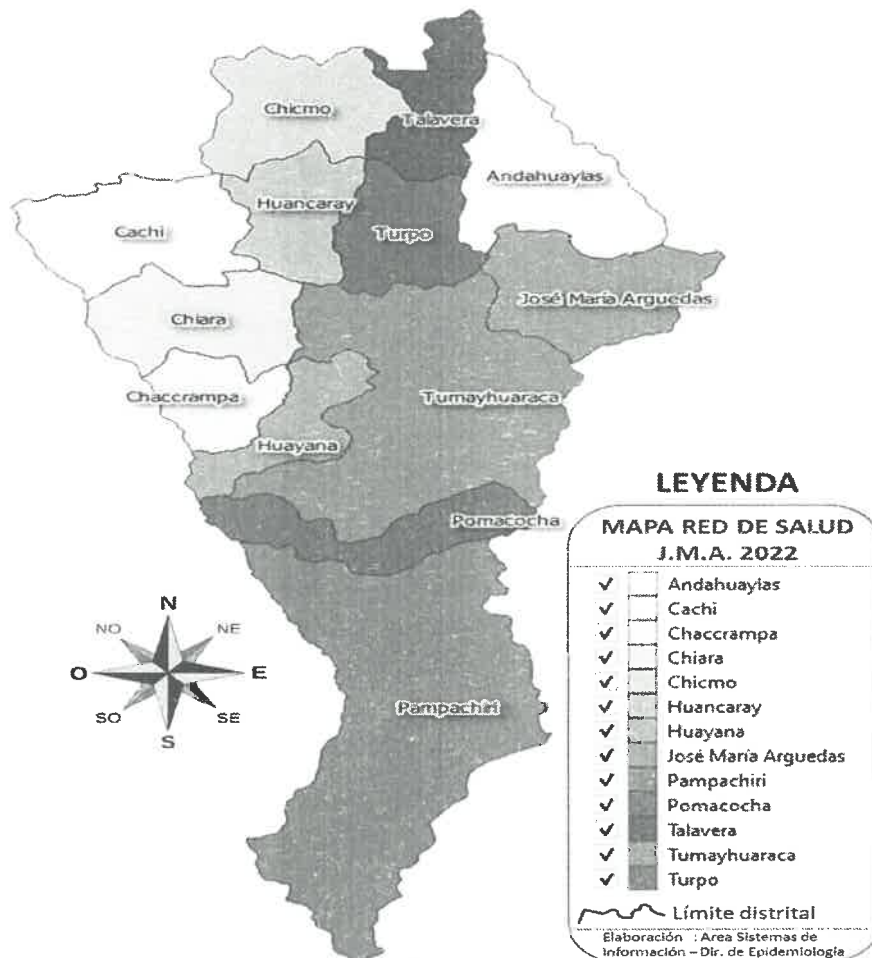 Chicmo
Talavera
Andahuaylas
Huancaray
Cachi
Turpo
José María Arguedas
Chiara
Chaccrampa
Tumayhuaraca
Huayana
Pomacocha
Pampachiri
N
NO
NE
O
E
SO
SE
S
LEYENDA
MAPA RED DE SALUD
J.M.A. 2022
Andahuaylas
Cachi
Chaccrampa
Chiara
Chicmo
Huancaray
Huayana
José María Arguedas
Pampachiri
Pomacocha
Talavera
Tumayhuaraca
Turpo
Límite distrital
Elaboración : Area Sistemas de
Información – Dir. de Epidemiología